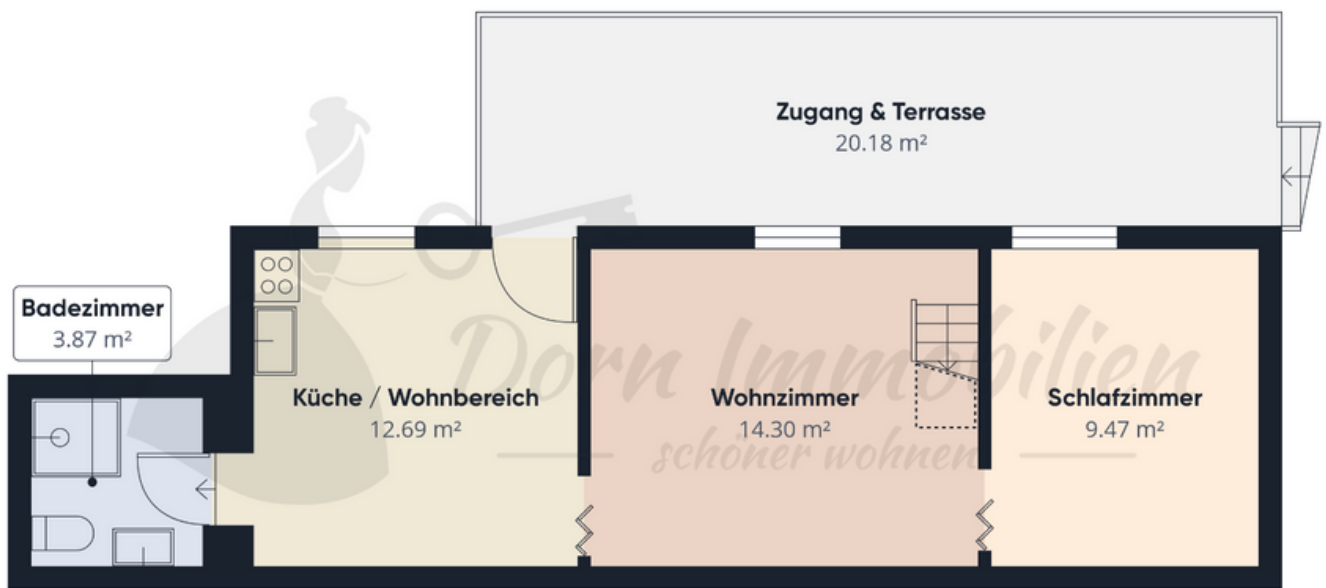 Zugang & Terrasse
20.18 m²
Badezimmer
3.87 m²
Küche / Wohnbereich
12.69 m²
Wohnzimmer
14.30 m²
Schlafzimmer
9.47 m²
Dorn Immobilien
schöner wohnen